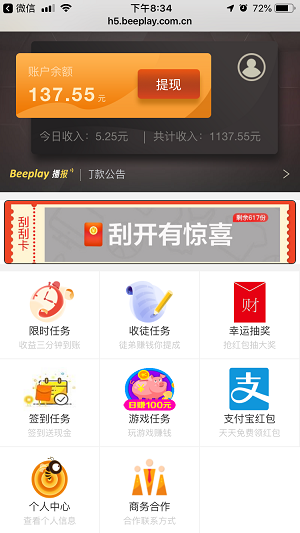 微信
下午8:34
72%
h5.beeplay.com.cn
账户余额
137.55 元
提现
今日收入：5.25元 | 共计收入：1137.55元
Beeplay 播报 | 丁款公告
刮刮卡
刮开有惊喜
剩余617份
限时任务 收徒任务 幸运抽奖
收益三分钟到账 徒弟赚钱你提成 抢红包抽大奖
财
日赚100元
支
签到任务 游戏任务 支付宝红包
签到送现金 玩游戏赚钱 天天免费领红包
个人中心 商务合作
查看个人信息 合作联系方式